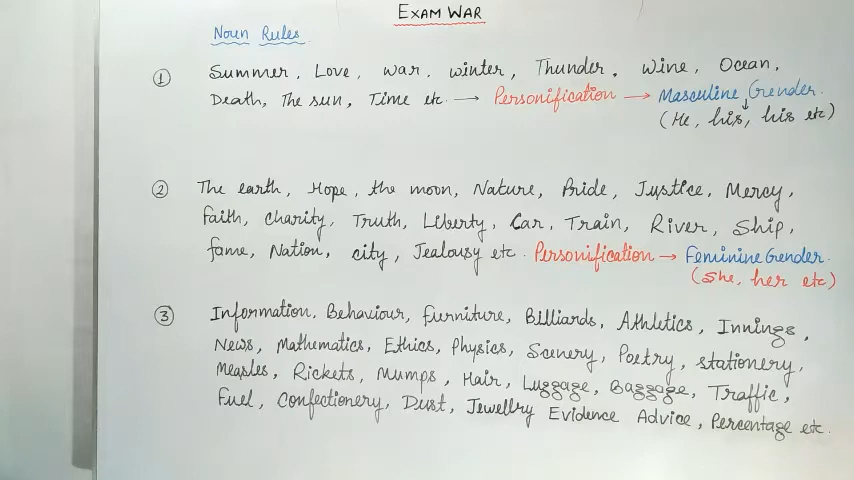 EXAM WAR
Noun Rules
① Summer, Love, war, winter, Thunder, Wine, Ocean,
Death, The sun, Time etc → Personification → Masculine Gender.
(He, his, his etc)
② The earth, Hope, the moon, Nature, Pride, Justice, Mercy,
faith, charity, Truth, Liberty, Car, Train, River, Ship,
fame, Nation, city, Jealousy etc. Personification → Feminine Gender.
(she, her etc)
③ Information, Behaviour, furniture, Billiards, Athletics, Innings,
News, Mathematics, Ethics, Physics, Scenery, Poetry, stationery,
Measles, Rickets, Mumps, Hair, Luggage, Baggage, Traffic,
Fuel, Confectionery, Dust, Jewellry Evidence Advice, Percentage etc.